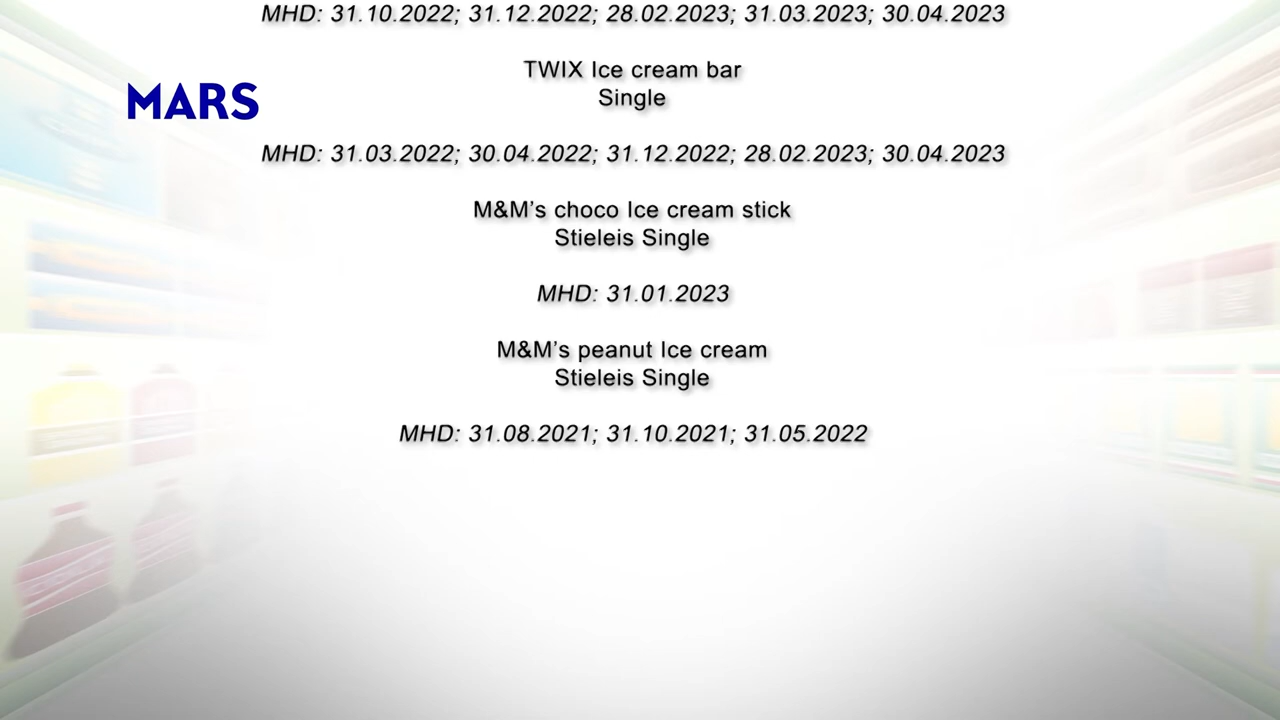 MHD: 31.10.2022; 31.12.2022; 28.02.2023; 31.03.2023; 30.04.2023
TWIX Ice cream bar
Single
MARS
MHD: 31.03.2022; 30.04.2022; 31.12.2022; 28.02.2023; 30.04.2023
M&M’s choco Ice cream stick
Stieleis Single
MHD: 31.01.2023
M&M’s peanut Ice cream
Stieleis Single
MHD: 31.08.2021; 31.10.2021; 31.05.2022